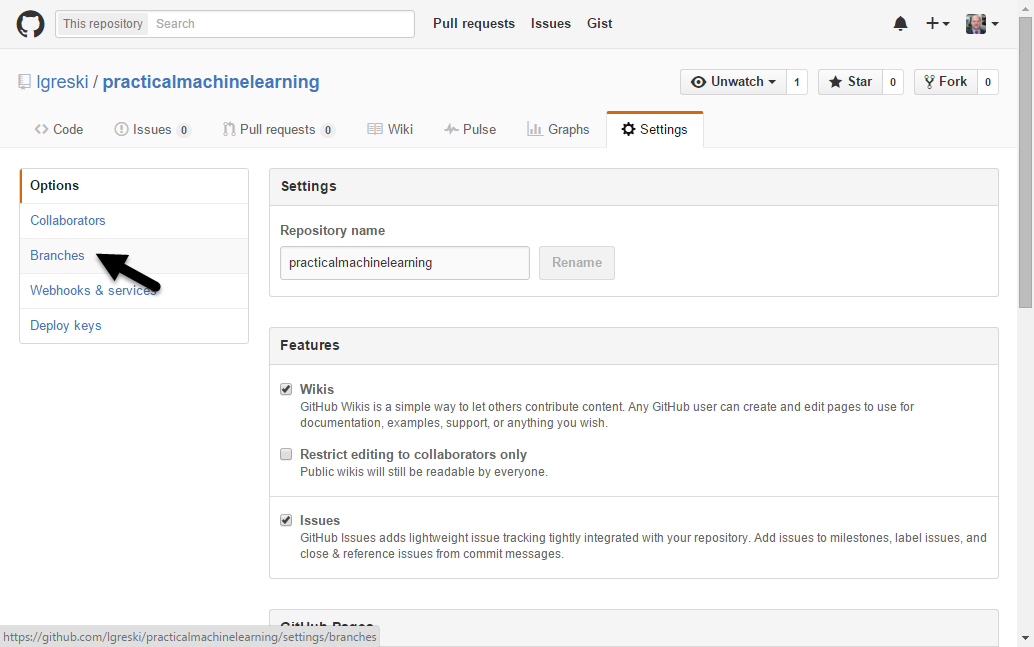 This repository Search Pull requests Issues Gist
lgreski / practicalmachinelearning Unwatch 1 Star 0 Fork 0
Code Issues 0 Pull requests 0 Wiki Pulse Graphs Settings
Options
Collaborators
Branches
Webhooks & services
Deploy keys
Settings
Repository name
practicalmachinelearning Rename
Features
Wikis
GitHub Wikis is a simple way to let others contribute content. Any GitHub user can create and edit pages to use for
documentation, examples, support, or anything you wish.
Restrict editing to collaborators only
Public wikis will still be readable by everyone.
Issues
GitHub Issues adds lightweight issue tracking tightly integrated with your repository. Add issues to milestones, label issues, and
close & reference issues from commit messages.
GitHub Pages
https://github.com/lgreski/practicalmachinelearning/settings/branches